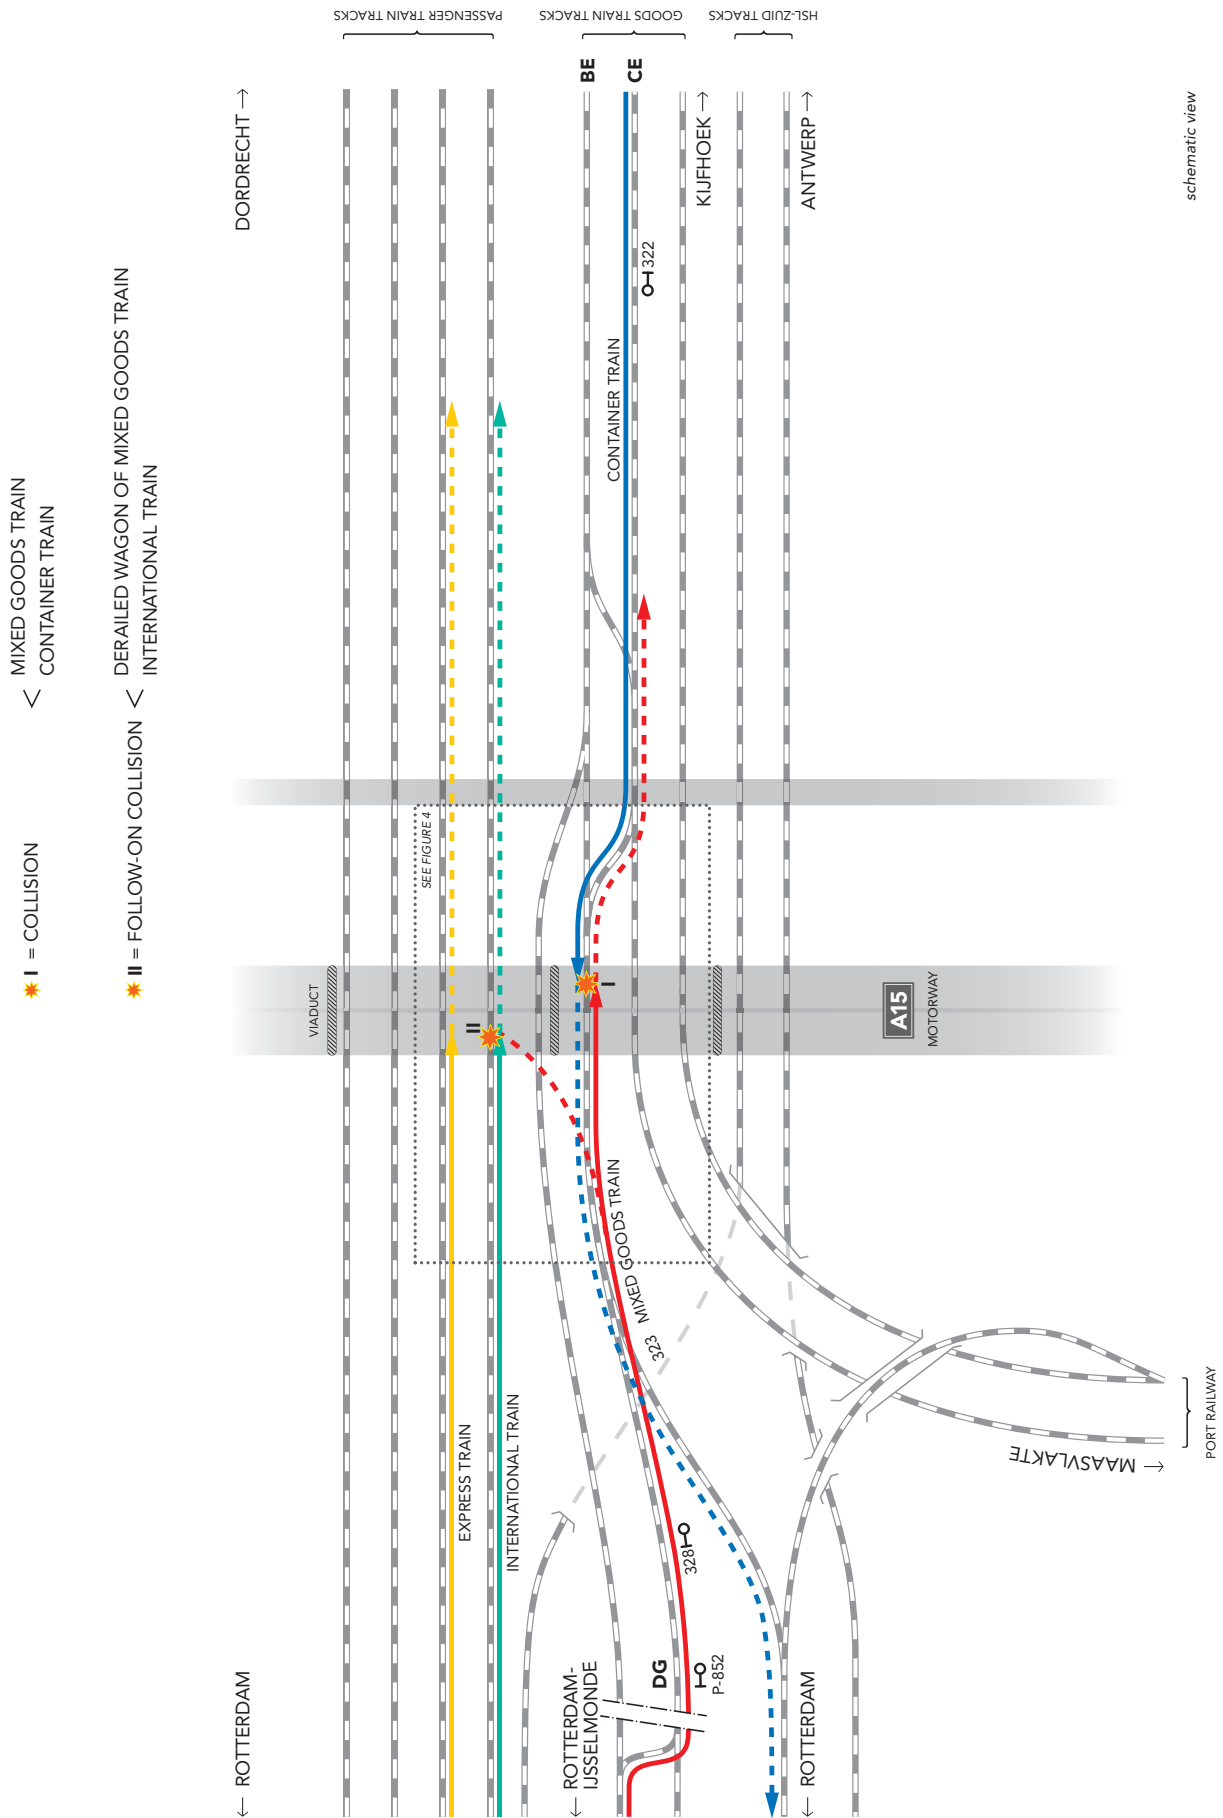 I = COLLISION
MIXED GOODS TRAIN
CONTAINER TRAIN
II = FOLLOW-ON COLLISION
DERAILED WAGON OF MIXED GOODS TRAIN
INTERNATIONAL TRAIN
← ROTTERDAM
DORDRECHT →
PASSENGER TRAIN TRACKS
VIADUCT
SEE FIGURE 4
EXPRESS TRAIN
II
INTERNATIONAL TRAIN
GOODS TRAIN TRACKS
← ROTTERDAM-
IJSSELMONDE
BE
I
CONTAINER TRAIN
MIXED GOODS TRAIN
CE
322
323
DG
328
P-852
KIJFHOEK →
HSL-ZUID TRACKS
← ROTTERDAM
ANTWERP →
A15
MOTORWAY
MAASVLAKTE
PORT RAILWAY
schematic view